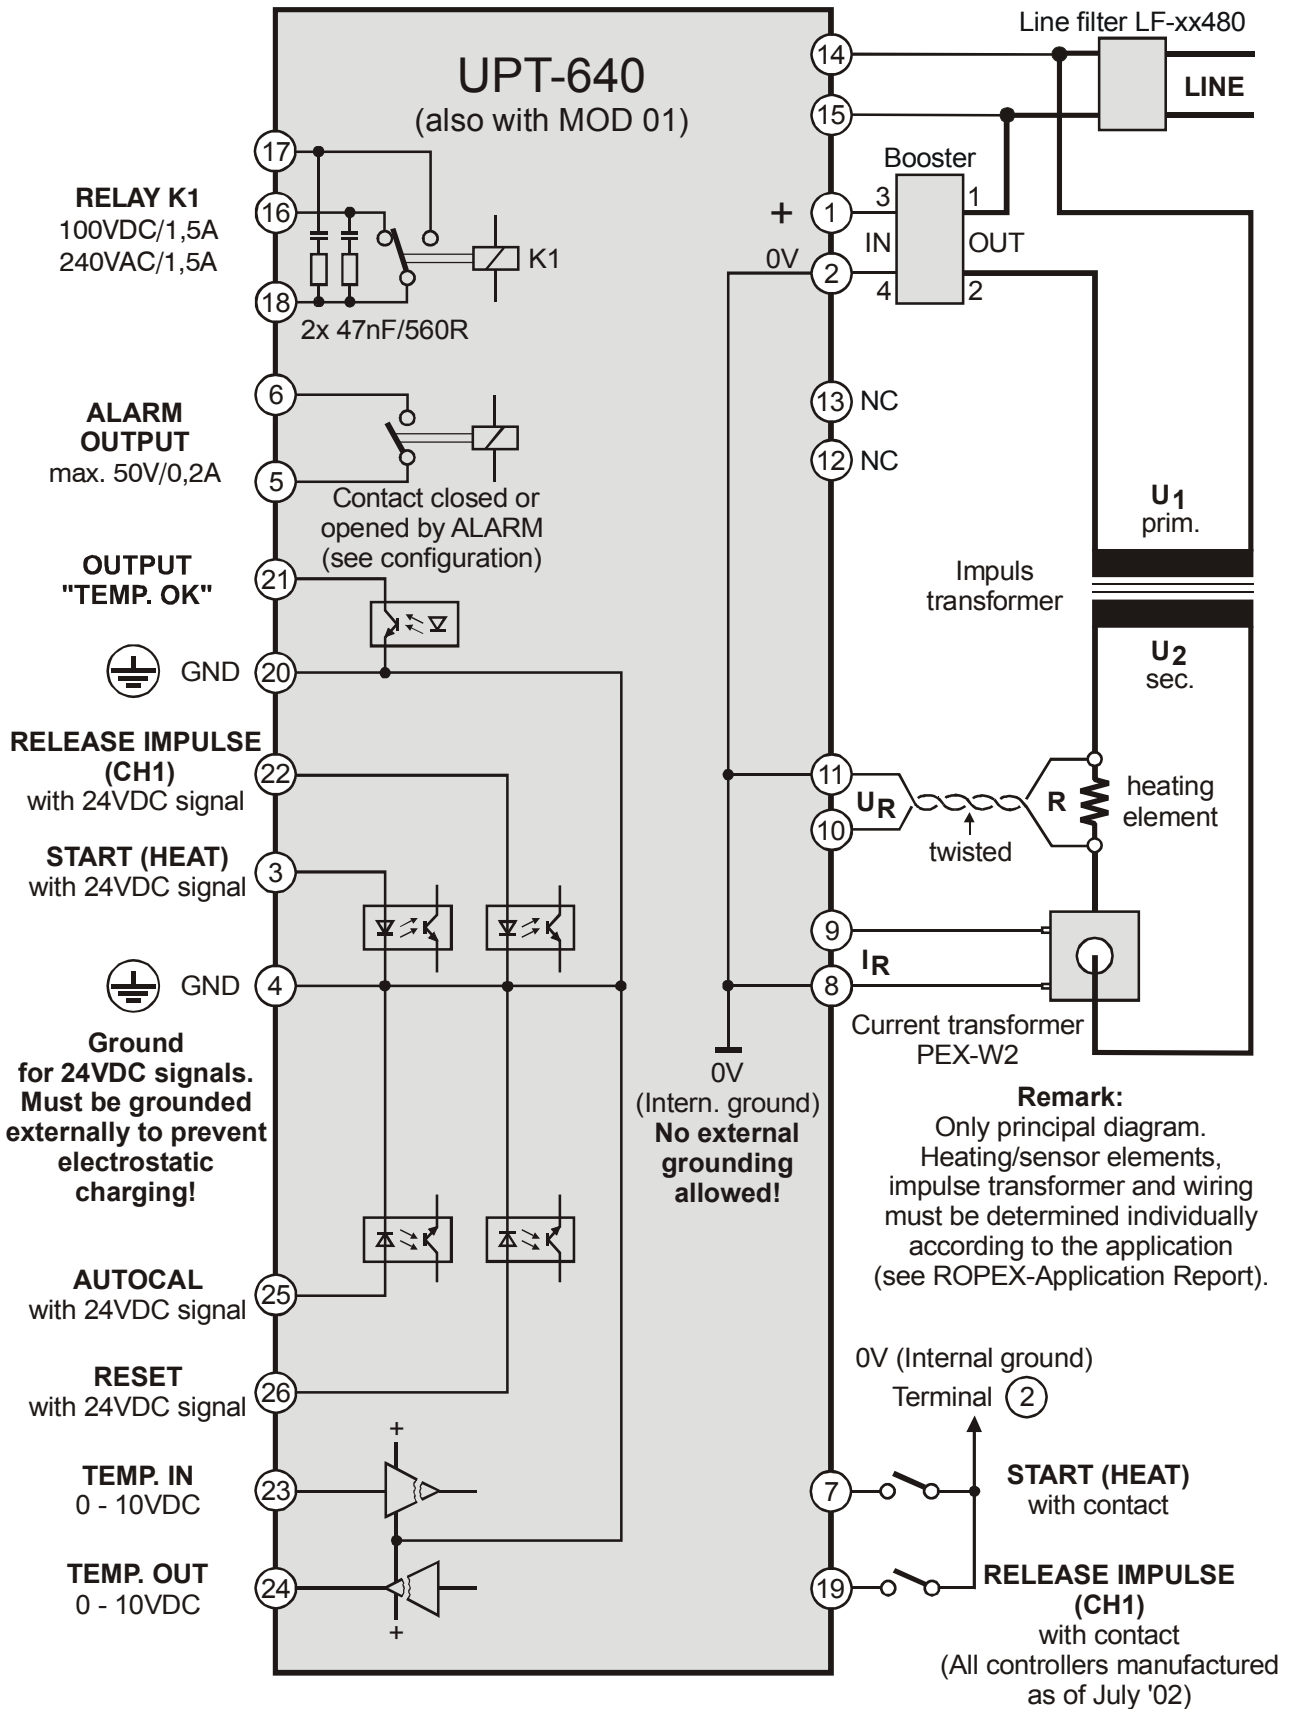 Line filter LF-xx480
UPT-640
(also with MOD 01)
14
LINE
15
17
Booster
RELAY K1
100VDC/1,5A
240VAC/1,5A
16
K1
18
2x 47nF/560R
+
1
3
1
IN
OUT
0V
2
4
2
6
ALARM
OUTPUT
max. 50V/0,2A
5
Contact closed or
opened by ALARM
(see configuration)
13
NC
12
NC
U1
prim.
OUTPUT
"TEMP. OK"
21
Impuls
transformer
GND
20
U2
sec.
RELEASE IMPULSE
(CH1)
with 24VDC signal
22
11
UR
10
twisted
R
heating
element
START (HEAT)
with 24VDC signal
3
9
IR
8
GND
4
Current transformer
PEX-W2
Ground
for 24VDC signals.
Must be grounded
externally to prevent
electrostatic
charging!
0V
(Intern. ground)
No external
grounding
allowed!
Remark:
Only principal diagram.
Heating/sensor elements,
impulse transformer and wiring
must be determined individually
according to the application
(see ROPEX-Application Report).
AUTOCAL
with 24VDC signal
25
RESET
with 24VDC signal
26
0V (Internal ground)
Terminal 2
+
TEMP. IN
0 - 10VDC
23
7
START (HEAT)
with contact
TEMP. OUT
0 - 10VDC
24
+
19
RELEASE IMPULSE
(CH1)
with contact
(All controllers manufactured
as of July '02)